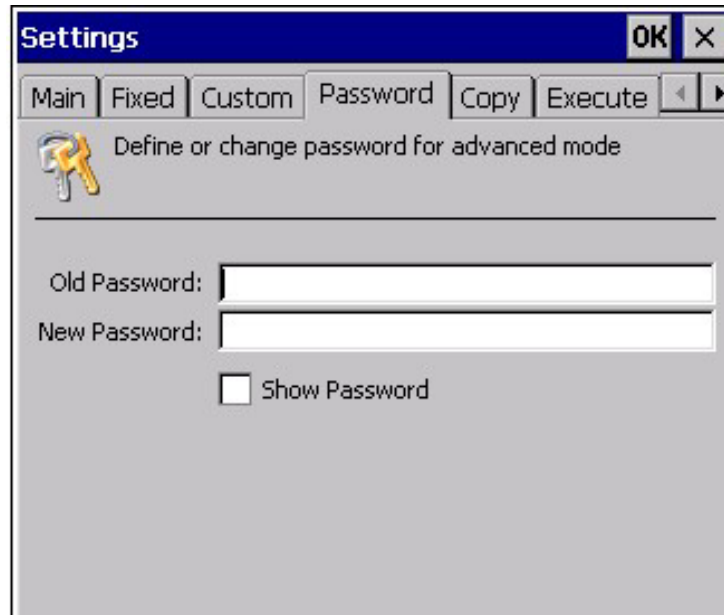 Settings OK ×
Main Fixed Custom Password Copy Execute
Define or change password for advanced mode
Old Password:
New Password:
Show Password